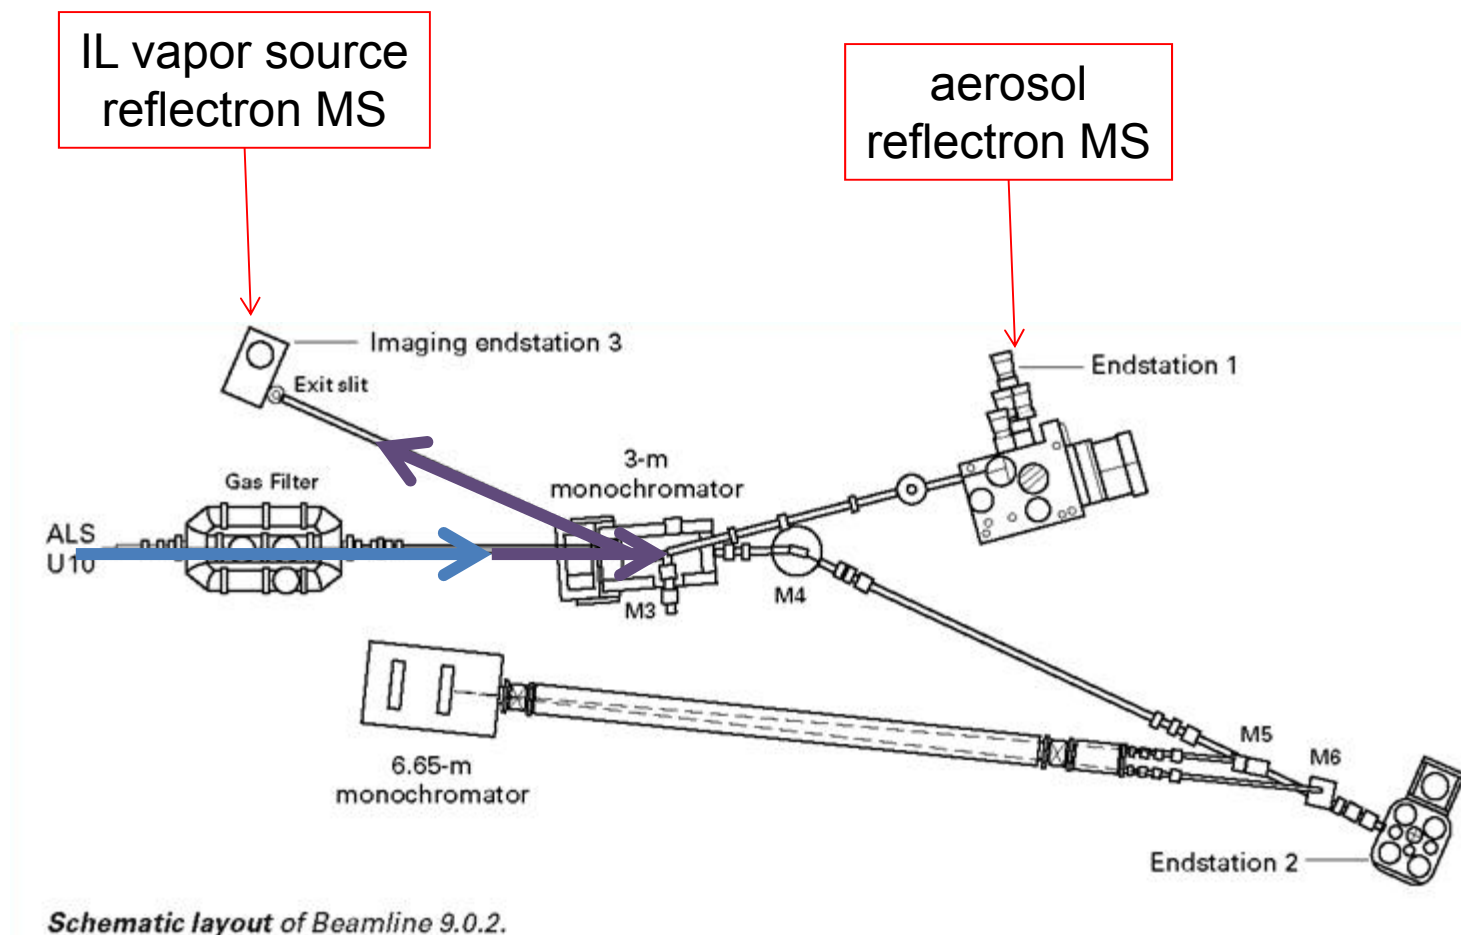 IL vapor source
reflectron MS
aerosol
reflectron MS
Imaging endstation 3
Exit slit
Endstation 1
3-m
monochromator
Gas Filter
ALS
U10
M3
M4
6.65-m
monochromator
M5
M6
Endstation 2
Schematic layout of Beamline 9.0.2.